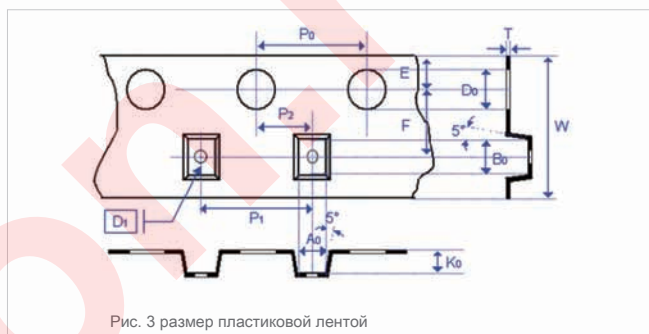 P₀
T
E
D₀
P₂
F
W
5°
B₀
D₁
P₁
5°
A₀
K₀
Рис. 3 размер пластиковой лентой